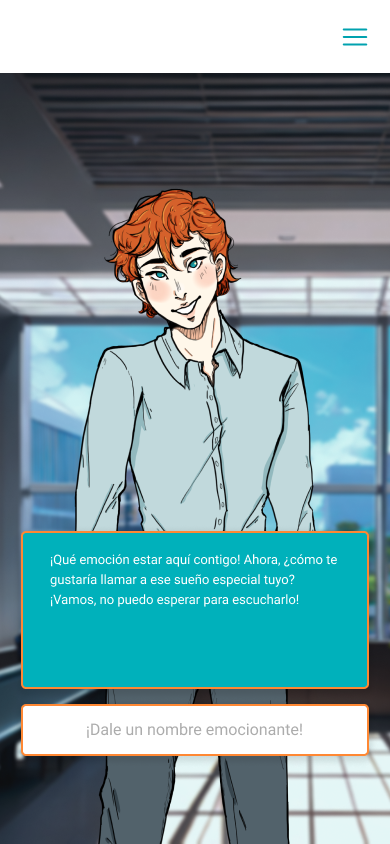 ¡Qué emoción estar aquí contigo! Ahora, ¿cómo te
gustaría llamar a ese sueño especial tuyo?
¡Vamos, no puedo esperar para escucharlo!
¡Dale un nombre emocionante!